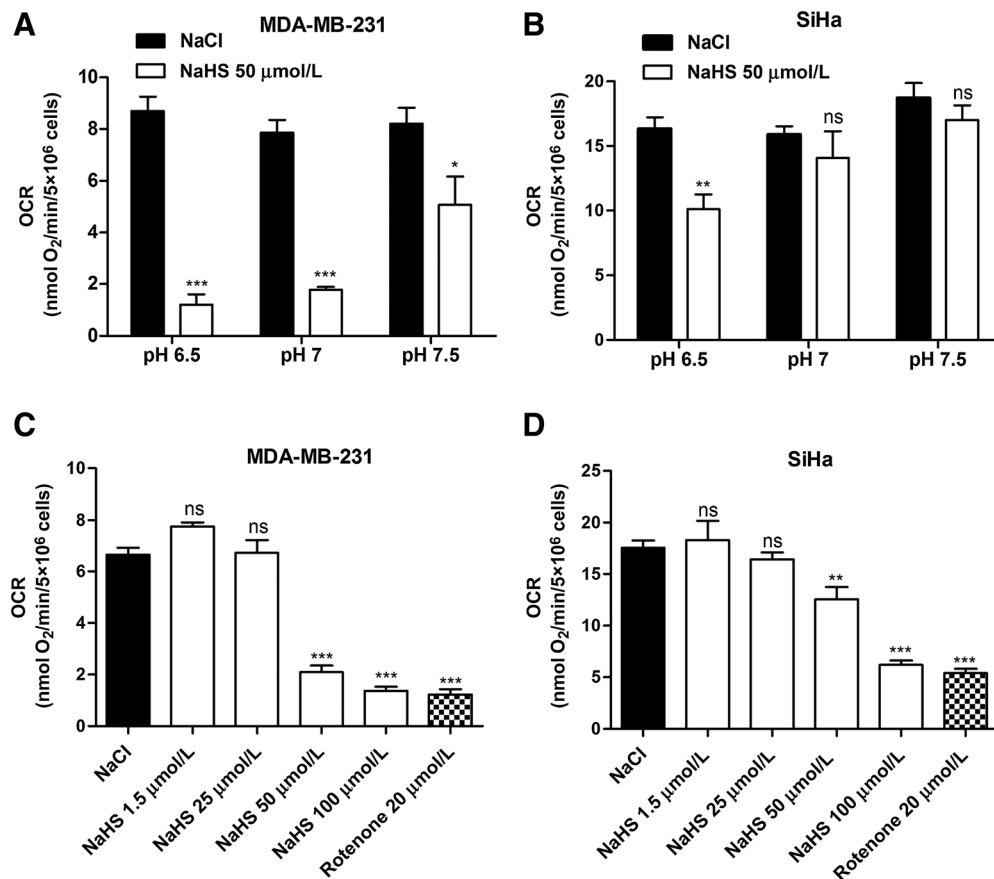 A
MDA-MB-231
NaCl
NaHS 50 μmol/L
OCR
(nmol O2/min/5×10⁶ cells)
10
8
6
4
2
0
***
***
*
pH 6.5
pH 7
pH 7.5
B
SiHa
NaCl
NaHS 50 μmol/L
OCR
(nmol O2/min/5×10⁶ cells)
20
15
10
5
0
**
ns
ns
pH 6.5
pH 7
pH 7.5
C
MDA-MB-231
OCR
(nmol O2/min/5×10⁶ cells)
10
8
6
4
2
0
ns
ns
***
***
***
NaCl
NaHS 1.5 μmol/L
NaHS 25 μmol/L
NaHS 50 μmol/L
NaHS 100 μmol/L
Rotenone 20 μmol/L
D
SiHa
OCR
(nmol O2/min/5×10⁶ cells)
25
20
15
10
5
0
ns
ns
**
***
***
NaCl
NaHS 1.5 μmol/L
NaHS 25 μmol/L
NaHS 50 μmol/L
NaHS 100 μmol/L
Rotenone 20 μmol/L